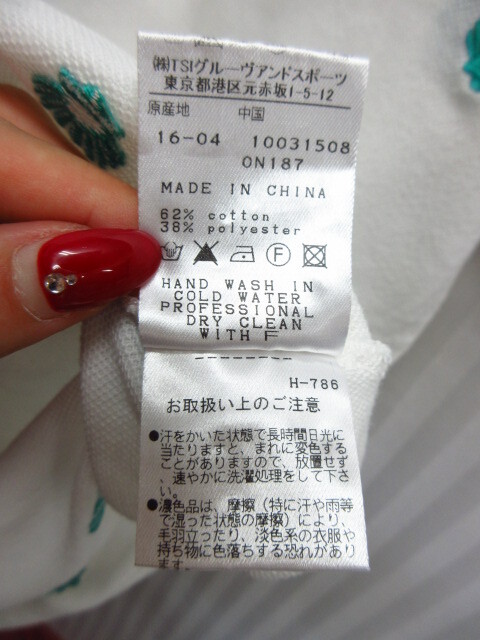 ㈱TSIグルーヴアンドスポーツ
東京都港区元赤坂1-5-12
原産地 中国
16-04 10031508
0N187
MADE IN CHINA
62% cotton
38% polyester
F
HAND WASH IN
COLD WATER
PROFESSIONAL
DRY CLEAN
WITH F
--------
H-786
お取扱い上のご注意
●汗をかいた状態で長時間日光に
当たりますと、まれに変色する
ことがありますので、放置せず
、速やかに洗濯処理をして下さ
い。
●濃色品は、摩擦（特に汗や雨等
で湿った状態の摩擦）により、
毛羽立ったり、淡色系の衣服や
持ち物に色落ちする恐れがあり
ます。